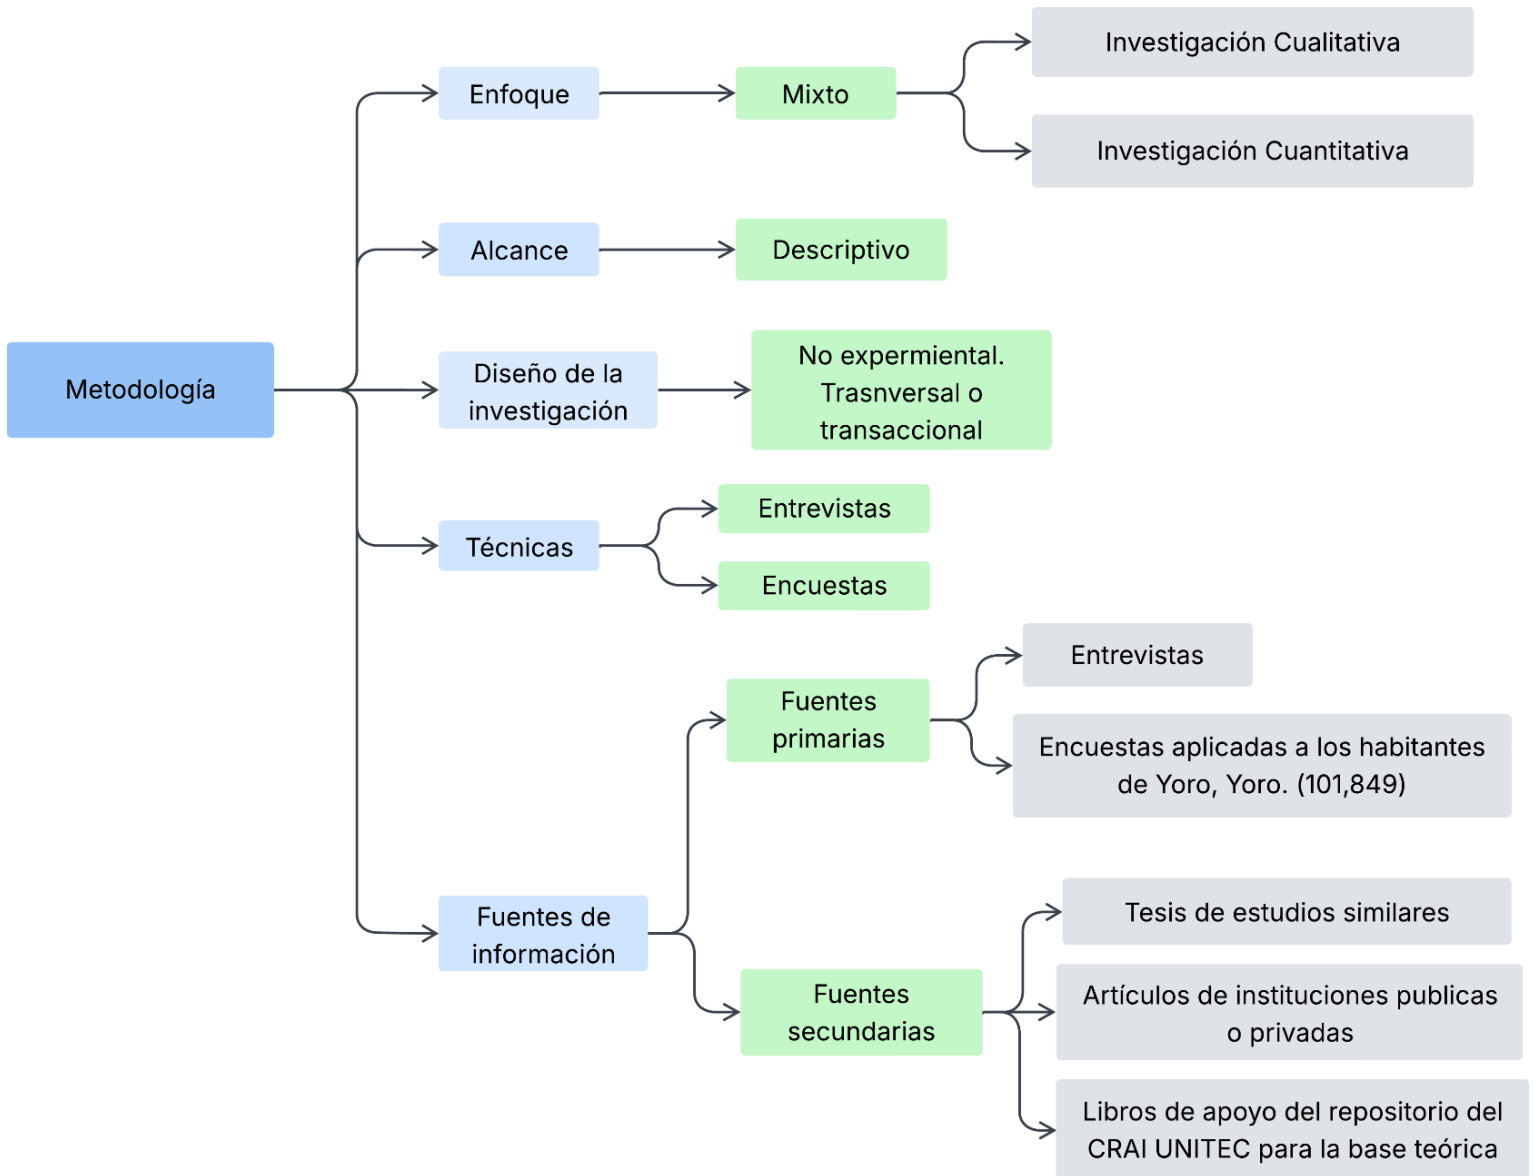 Metodología
Enfoque
Mixto
Investigación Cualitativa
Investigación Cuantitativa
Alcance
Descriptivo
Diseño de la
investigación
No expermiental.
Trasnversal o
transaccional
Técnicas
Entrevistas
Encuestas
Fuentes de
información
Fuentes
primarias
Entrevistas
Encuestas aplicadas a los habitantes
de Yoro, Yoro. (101,849)
Fuentes
secundarias
Tesis de estudios similares
Artículos de instituciones publicas
o privadas
Libros de apoyo del repositorio del
CRAI UNITEC para la base teórica